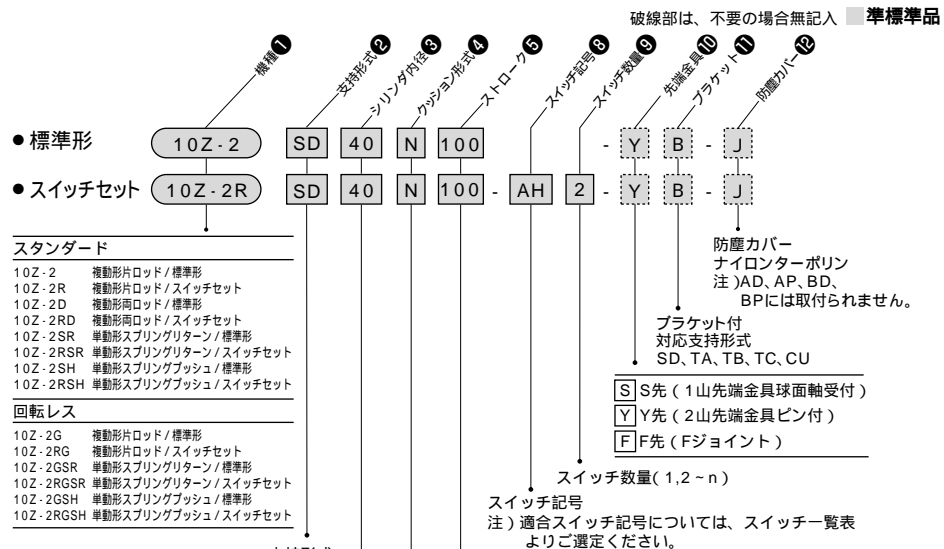 破線部は、不要の場合無記入 準標準品
機種❶
支持形式❷
シリンダ内径❸
クッション形式❹
ストローク❺
スイッチ記号❽
スイッチ数量❾
先端金具❿
ブラケット⓫
防塵カバー⓬
● 標準形 10Z-2 SD 40 N 100 - Y B - J
● スイッチセット 10Z-2R SD 40 N 100 - AH 2 - Y B - J
スタンダード
10Z-2 複動形片ロッド/標準形
10Z-2R 複動形片ロッド/スイッチセット
10Z-2D 複動形両ロッド/標準形
10Z-2RD 複動形両ロッド/スイッチセット
10Z-2SR 単動形スプリングリターン/標準形
10Z-2RSR 単動形スプリングリターン/スイッチセット
10Z-2SH 単動形スプリングプッシュ/標準形
10Z-2RSH 単動形スプリングプッシュ/スイッチセット
回転レス
10Z-2G 複動形片ロッド/標準形
10Z-2RG 複動形片ロッド/スイッチセット
10Z-2GSR 単動形スプリングリターン/標準形
10Z-2RGSR 単動形スプリングリターン/スイッチセット
10Z-2GSH 単動形スプリングプッシュ/標準形
10Z-2RGSH 単動形スプリングプッシュ/スイッチセット
防塵カバー
ナイロンターポリン
注)AD、AP、BD、
BPには取付られません。
ブラケット付
対応支持形式
SD、TA、TB、TC、CU
S S先(1山先端金具球面軸受付)
Y Y先(2山先端金具ピン付)
F F先(Fジョイント)
スイッチ数量(1,2~n)
スイッチ記号
注)適合スイッチ記号については、スイッチ一覧表
よりご選定ください。